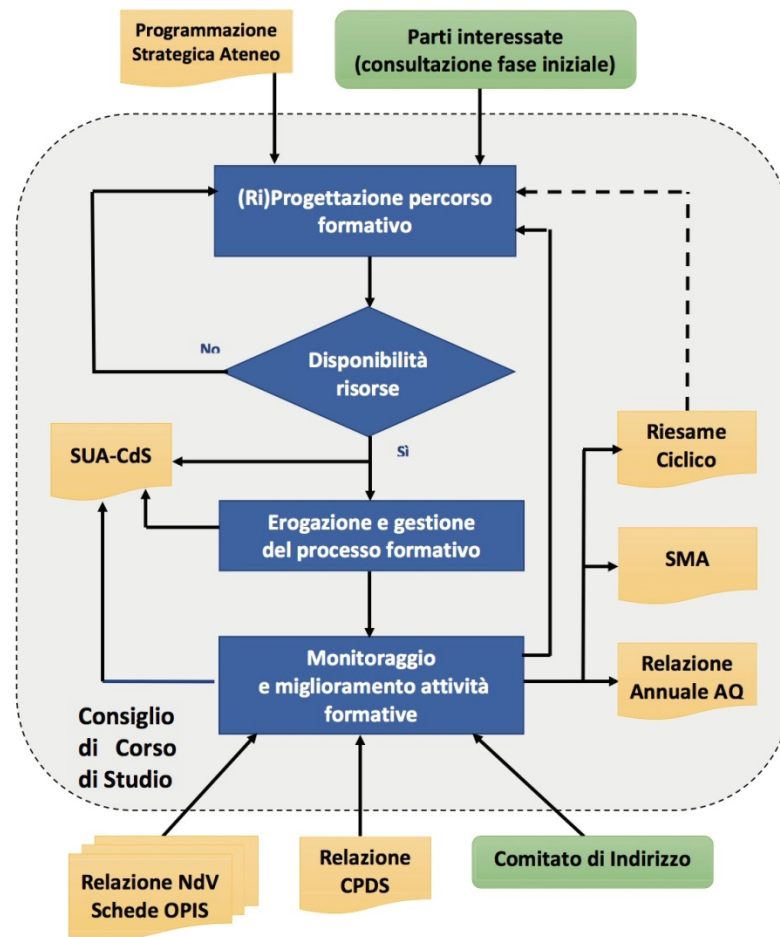 Programmazione
Strategica Ateneo
Parti interessate
(consultazione fase iniziale)
(Ri)Progettazione percorso
formativo
No
Disponibilità
risorse
Sì
SUA-CdS
Riesame
Ciclico
Erogazione e gestione
del processo formativo
SMA
Monitoraggio
e miglioramento attività
formative
Relazione
Annuale AQ
Consiglio
di Corso
di Studio
Relazione NdV
Schede OPIS
Relazione
CPDS
Comitato di Indirizzo